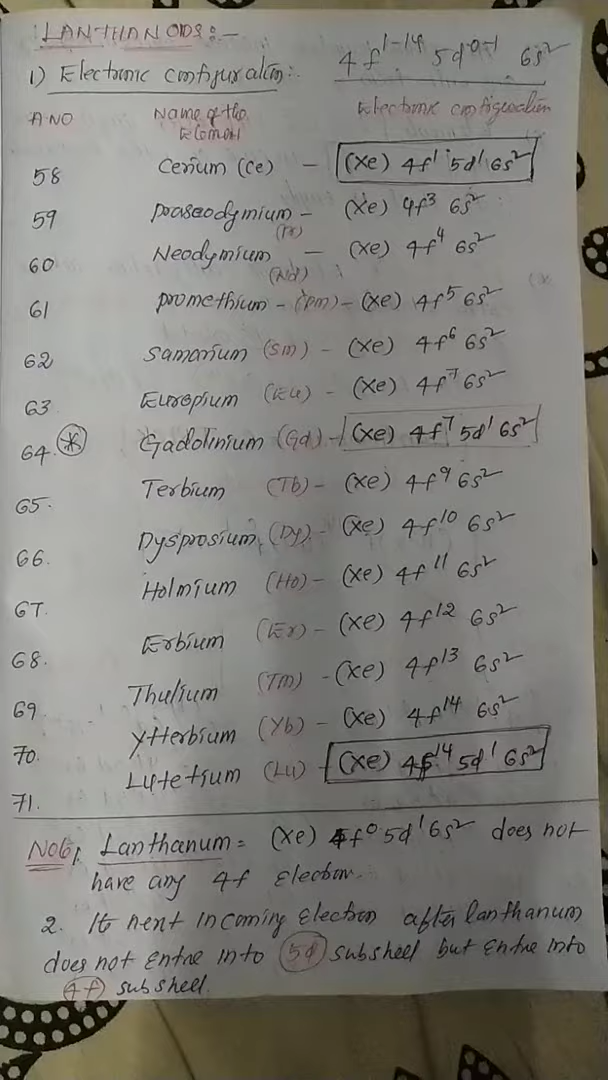 LANTHANODS:-
4f¹⁻¹⁴ 5d⁰⁻¹ 6s²
1) Electronic configuration:-
A.NO Name of the Element Electronic configuration
58 Cerium (Ce) - (Xe) 4f¹ 5d¹ 6s²
59 praseodymium - (Pr) (Xe) 4f³ 6s²
60 Neodymium (Nd) - (Xe) 4f⁴ 6s²
61 promethium - (pm) - (Xe) 4f⁵ 6s²
62 Samarium (Sm) - (Xe) 4f⁶ 6s²
63 Europium (Eu) - (Xe) 4f⁷ 6s²
64. * Gadolinium (Gd) - (Xe) 4f⁷ 5d¹ 6s²
65. Terbium (Tb) - (Xe) 4f⁹ 6s²
66. Dysprosium (Dy) - (Xe) 4f¹⁰ 6s²
67. Holmium (Ho) - (Xe) 4f¹¹ 6s²
68. Erbium (Er) - (Xe) 4f¹² 6s²
69 Thulium (Tm) - (Xe) 4f¹³ 6s²
70. Ytterbium (Yb) - (Xe) 4f¹⁴ 6s²
71. Lutetium (Lu) - (Xe) 4f¹⁴ 5d¹ 6s²
Note 1. Lanthanum = (Xe) 4f⁰ 5d¹ 6s² does not
have any 4f Electron.
2. Its next incoming Electron after lanthanum
does not Entre into 5d subshell but Entre into
4f subshell.